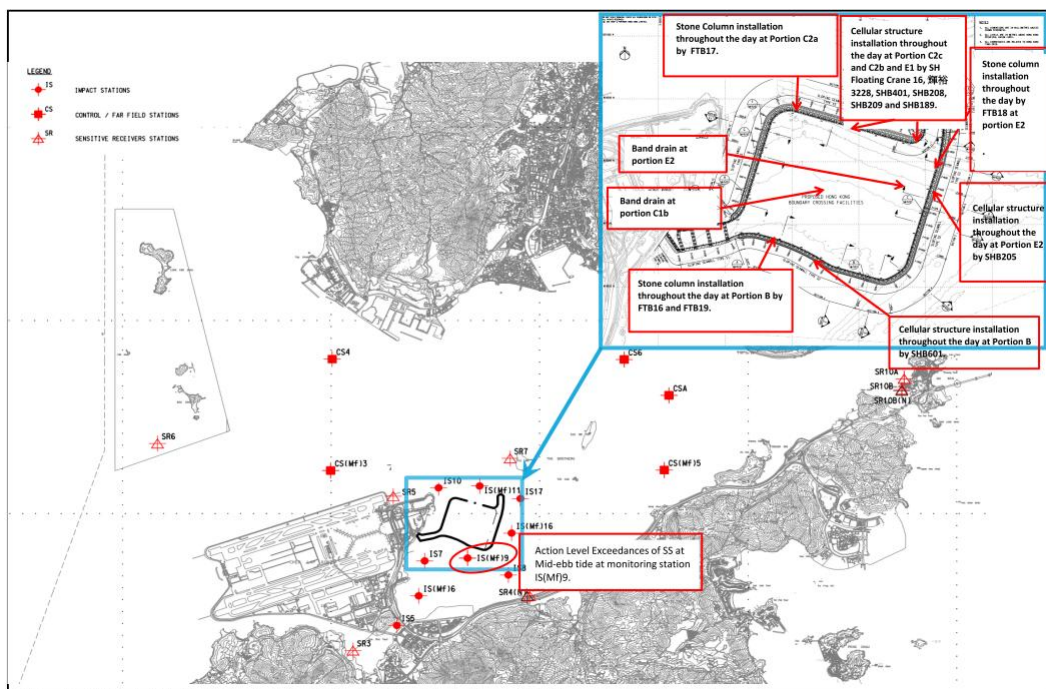 LEGEND
IS IMPACT STATIONS
CS CONTROL / FAR FIELD STATIONS
SR SENSITIVE RECEIVERS STATIONS
Stone Column installation
throughout the day at Portion C2a
by FTB17.
Cellular structure
installation throughout
the day at Portion C2c
and C2b and E1 by SH
Floating Crane 16, 輝裕
3228, SHB401, SHB208,
SHB209 and SHB189.
Stone column
installation
throughout
the day by
FTB18 at
portion E2
Band drain at
portion E2
Band drain at
portion C1b
PROPOSED HONG KONG
BOUNDARY CROSSING FACILITIES
Cellular structure
installation
throughout the
day at Portion E2
by SHB205
Stone column installation
throughout the day at Portion B by
FTB16 and FTB19.
Cellular structure installation
throughout the day at Portion B
by SHB601.
CS4
CS6
SR10A
SR10B
SR10B(N)
CSA
SR6
SR7
CS(Mf)3
CS(Mf)5
SR5
IS10
IS(Mf)11
IS17
IS(Mf)16
IS7
IS(Mf)9
Action Level Exceedances of SS at
Mid-ebb tide at monitoring station
IS(Mf)9.
IS8
IS(Mf)6
IS5
SR3